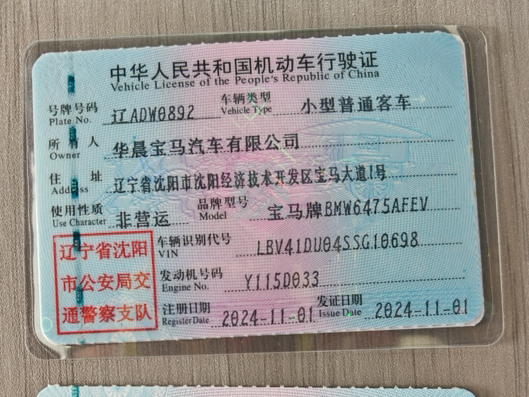 中华人民共和国机动车行驶证
Vehicle License of the People's Republic of China
号牌号码 Plate No. 辽ADW0892 车辆类型 Vehicle Type 小型普通客车
所有人 Owner 华晨宝马汽车有限公司
住址 Address 辽宁省沈阳市沈阳经济技术开发区宝马大道1号
使用性质 Use Character 非营运 品牌型号 Model 宝马牌BMW6475AFEV
车辆识别代号 VIN LBV41DU04SSG10698
发动机号码 Engine No. Y115D033
注册日期 Register Date 2024-11-01 发证日期 Issue Date 2024-11-01
辽宁省沈阳
市公安局交
通警察支队